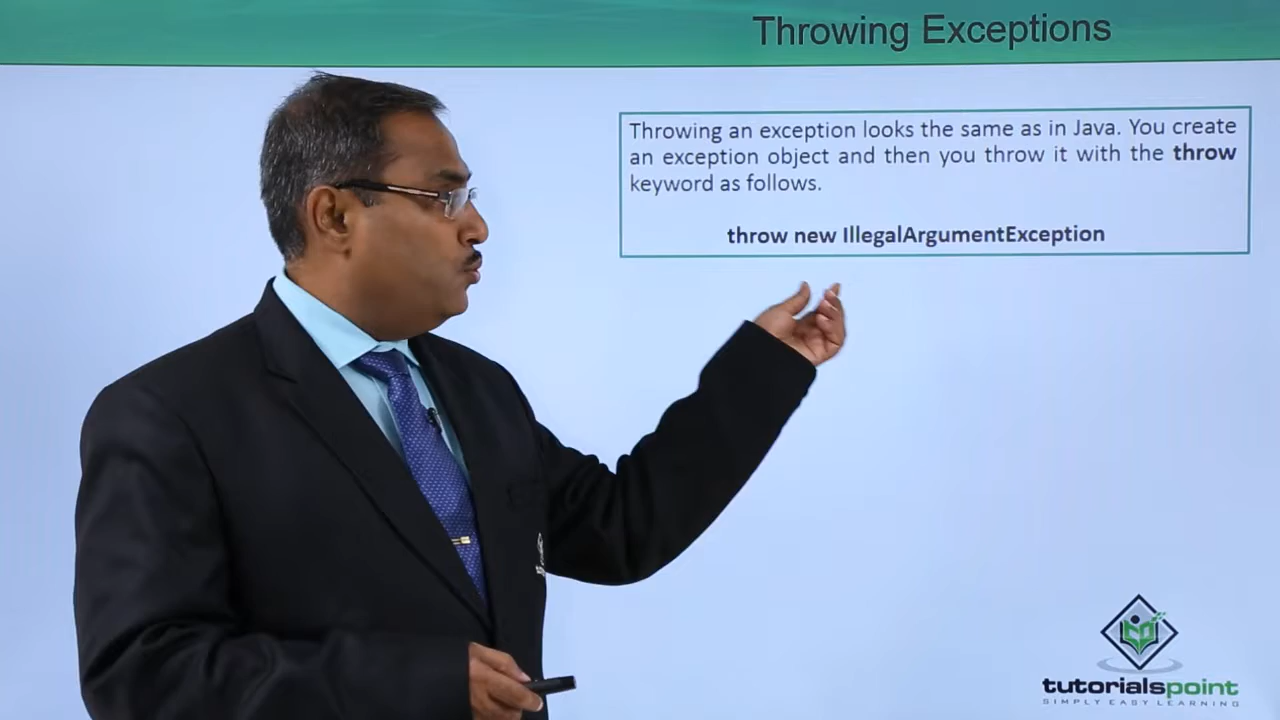 Throwing Exceptions
Throwing an exception looks the same as in Java. You create
an exception object and then you throw it with the throw
keyword as follows.
throw new IllegalArgumentException
tutorialspoint
SIMPLY EASY LEARNING